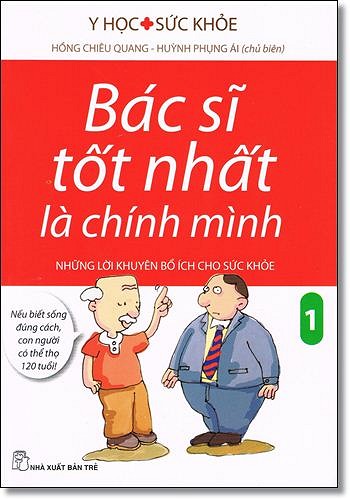 Y HỌC+SỨC KHỎE
HỒNG CHIÊU QUANG - HUỲNH PHỤNG ÁI (chủ biên)
Bác sĩ
tốt nhất
là chính mình
NHỮNG LỜI KHUYÊN BỔ ÍCH CHO SỨC KHỎE
Nếu biết sống
đúng cách,
con người
có thể thọ
120 tuổi!
1
NHÀ XUẤT BẢN TRẺ